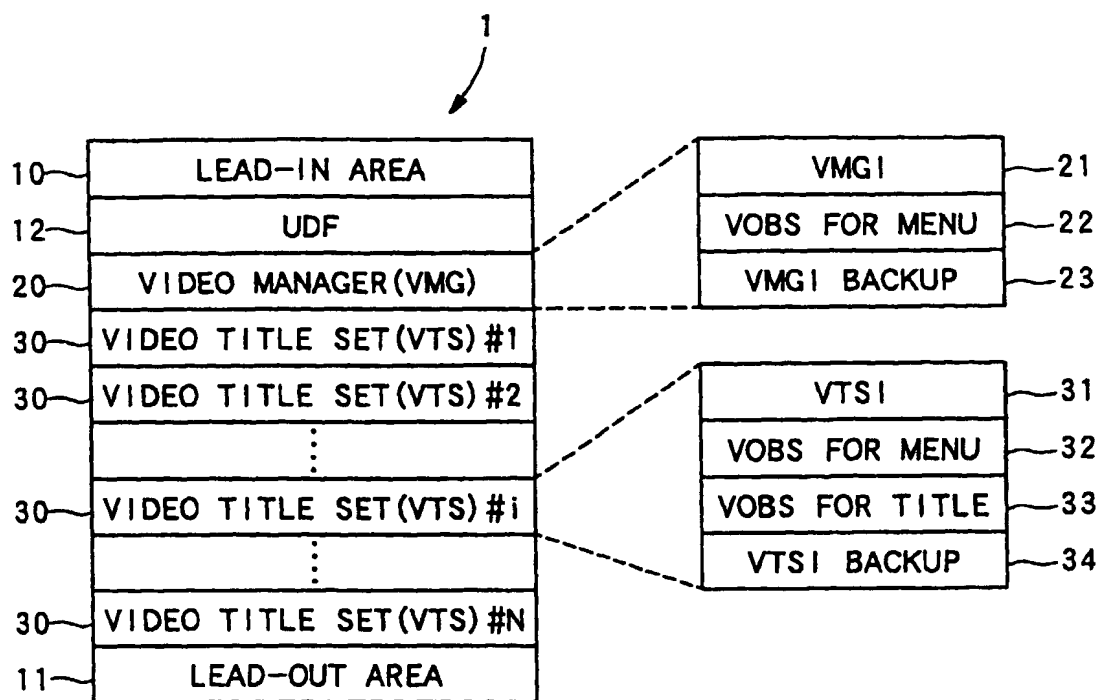 1
10 LEAD-IN AREA
12 UDF
20 VIDEO MANAGER(VMG)
30 VIDEO TITLE SET(VTS)#1
30 VIDEO TITLE SET(VTS)#2
30 VIDEO TITLE SET(VTS)#i
30 VIDEO TITLE SET(VTS)#N
11 LEAD-OUT AREA
VMGI 21
VOBS FOR MENU 22
VMGI BACKUP 23
VTSI 31
VOBS FOR MENU 32
VOBS FOR TITLE 33
VTSI BACKUP 34